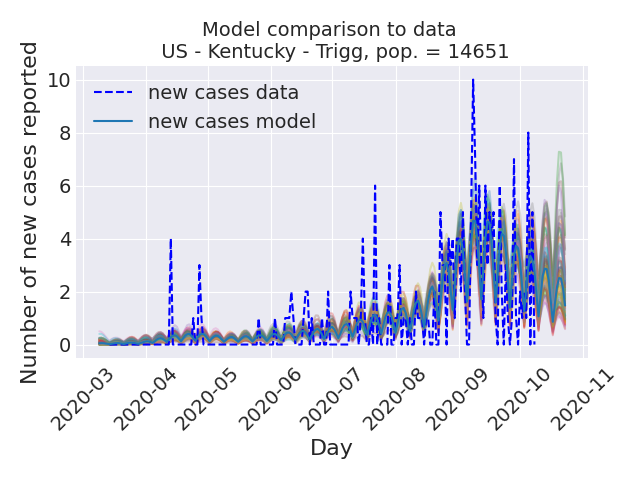 Model comparison to data
US - Kentucky - Trigg, pop. = 14651
Number of new cases reported
10
8
6
4
2
0
new cases data
new cases model
2020-03
2020-04
2020-05
2020-06
2020-07
2020-08
2020-09
2020-10
2020-11
Day